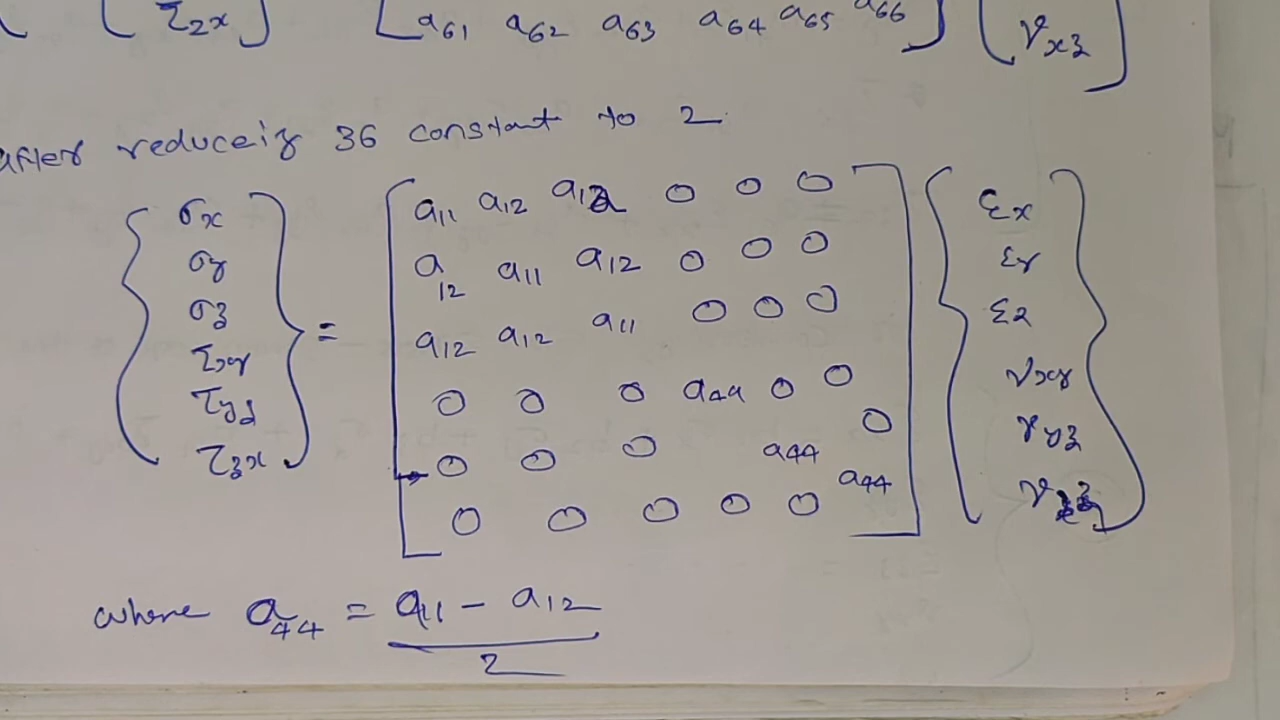 τ2x a61 a62 a63 a64 a65 a66 γx3
after reduceig 36 constant to 2
σx a11 a12 a12 0 0 0 εx
σy a12 a11 a12 0 0 0 εy
σz a12 a12 a11 0 0 0 εz
τxy = 0 0 0 a44 0 0 γxy
τyz 0 0 0 a44 0 γyz
τzx 0 0 0 0 0 a44
where a44 = a11 - a12
2